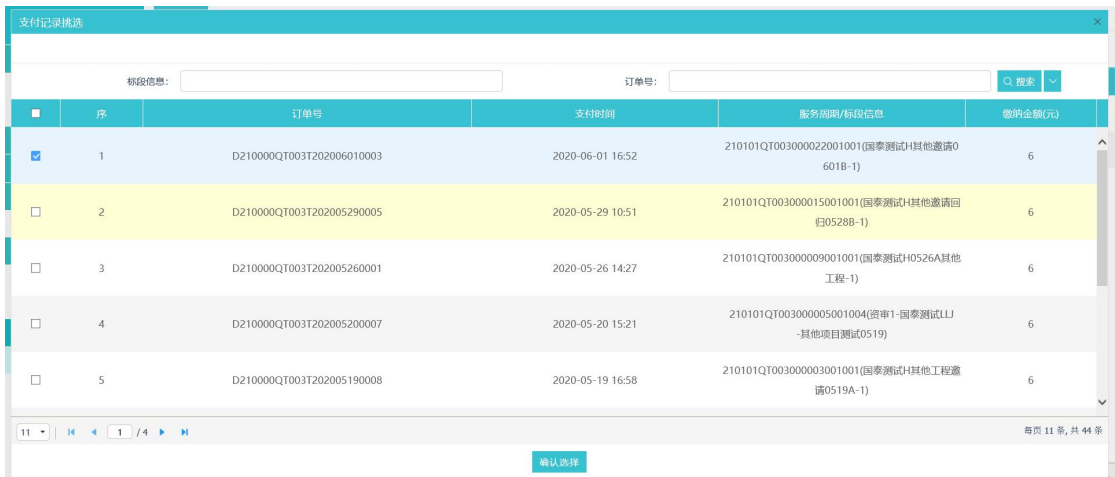 支付记录挑选
标段信息: 订单号: 搜索
序 订单号 支付时间 服务周期/标段信息 缴纳金额(元)
1 D210000QT003T202006010003 2020-06-01 16:52 210101QT003000022001001(国泰测试H其他邀请0
601B-1) 6
2 D210000QT003T202005290005 2020-05-29 10:51 210101QT003000015001001(国泰测试H其他邀请回
归0528B-1) 6
3 D210000QT003T202005260001 2020-05-26 14:27 210101QT003000009001001(国泰测试H0526A其他
工程-1) 6
4 D210000QT003T202005200007 2020-05-20 15:21 210101QT003000005001004(资审1-国泰测试LLJ
-其他项目测试0519) 6
5 D210000QT003T202005190008 2020-05-19 16:58 210101QT003000003001001(国泰测试H其他工程邀
请0519A-1) 6
11 1 / 4 每页 11 条, 共 44 条
确认选择